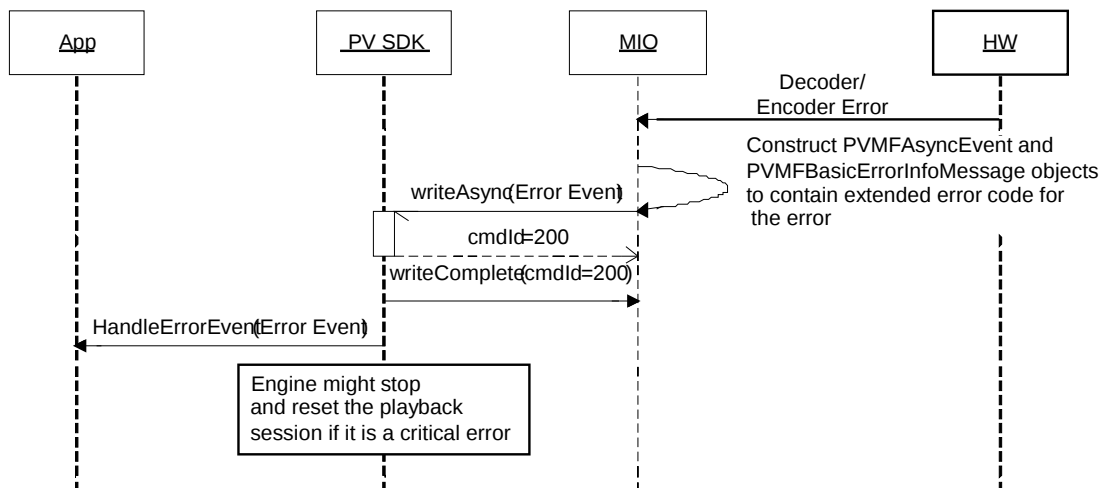 App
PV SDK
MIO
HW
Decoder/
Encoder Error
Construct PVMFAsyncEvent and
PVMFBasicErrorInfoMessage objects
to contain extended error code for
the error
writeAsync(Error Event)
cmdId=200
writeComplete(cmdId=200)
HandleErrorEvent(Error Event)
Engine might stop
and reset the playback
session if it is a critical error